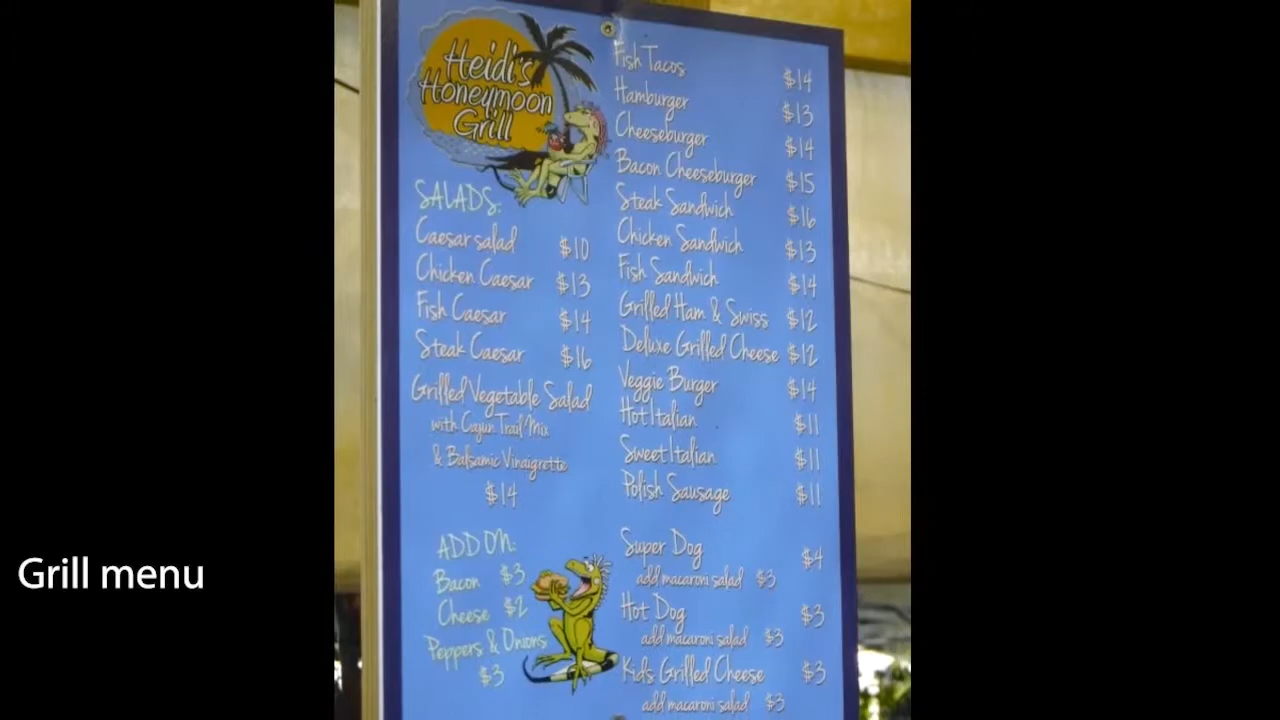 Heidi's
Honeymoon
Grill
SALADS:
Caesar salad $10
Chicken Caesar $13
Fish Caesar $14
Steak Caesar $16
Grilled Vegetable Salad
with Cajun Trail Mix
& Balsamic Vinaigrette
$14
ADD ON:
Bacon $3
Cheese $2
Peppers & Onions
$3
Fish Tacos $14
Hamburger $13
Cheeseburger $14
Bacon Cheeseburger $15
Steak Sandwich $16
Chicken Sandwich $13
Fish Sandwich $14
Grilled Ham & Swiss $12
Deluxe Grilled Cheese $12
Veggie Burger $14
Hot Italian $11
Sweet Italian $11
Polish Sausage $11
Super Dog $4
add macaroni salad $3
Hot Dog $3
add macaroni salad $3
Kid's Grilled Cheese $3
add macaroni salad $3
Grill menu